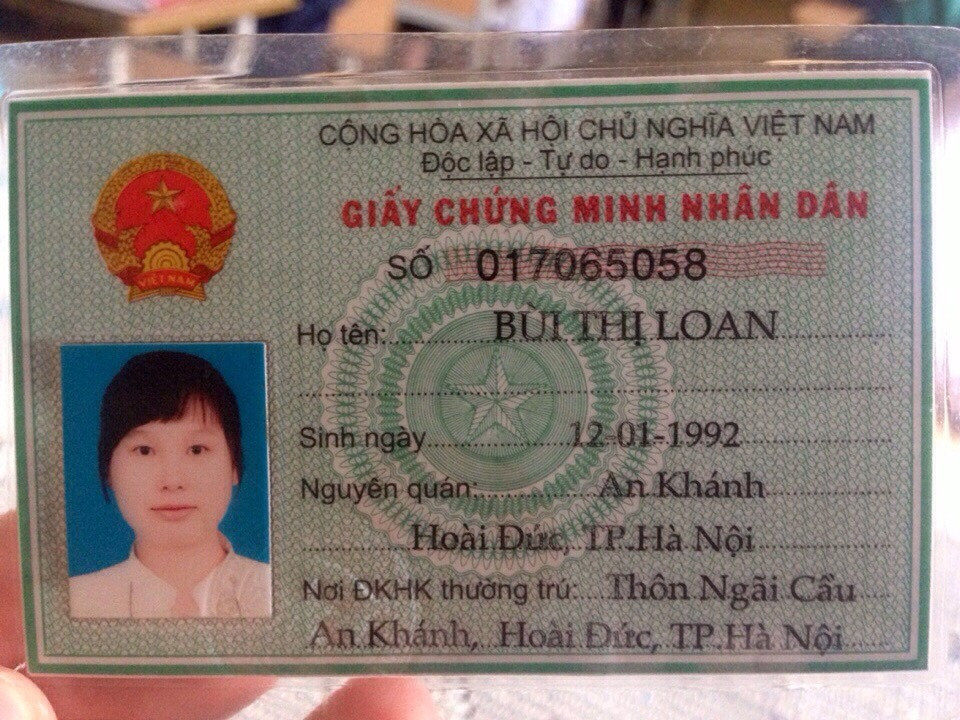 CỘNG HÒA XÃ HỘI CHỦ NGHĨA VIỆT NAM
Độc lập - Tự do - Hạnh phúc
GIẤY CHỨNG MINH NHÂN DÂN
SỐ 017065058
Họ tên: BÙI THỊ LOAN
Sinh ngày 12-01-1992
Nguyên quán: An Khánh
Hoài Đức, TP.Hà Nội
Nơi ĐKHK thường trú: Thôn Ngãi Cầu
An Khánh, Hoài Đức, TP.Hà Nội
VIỆT NAM